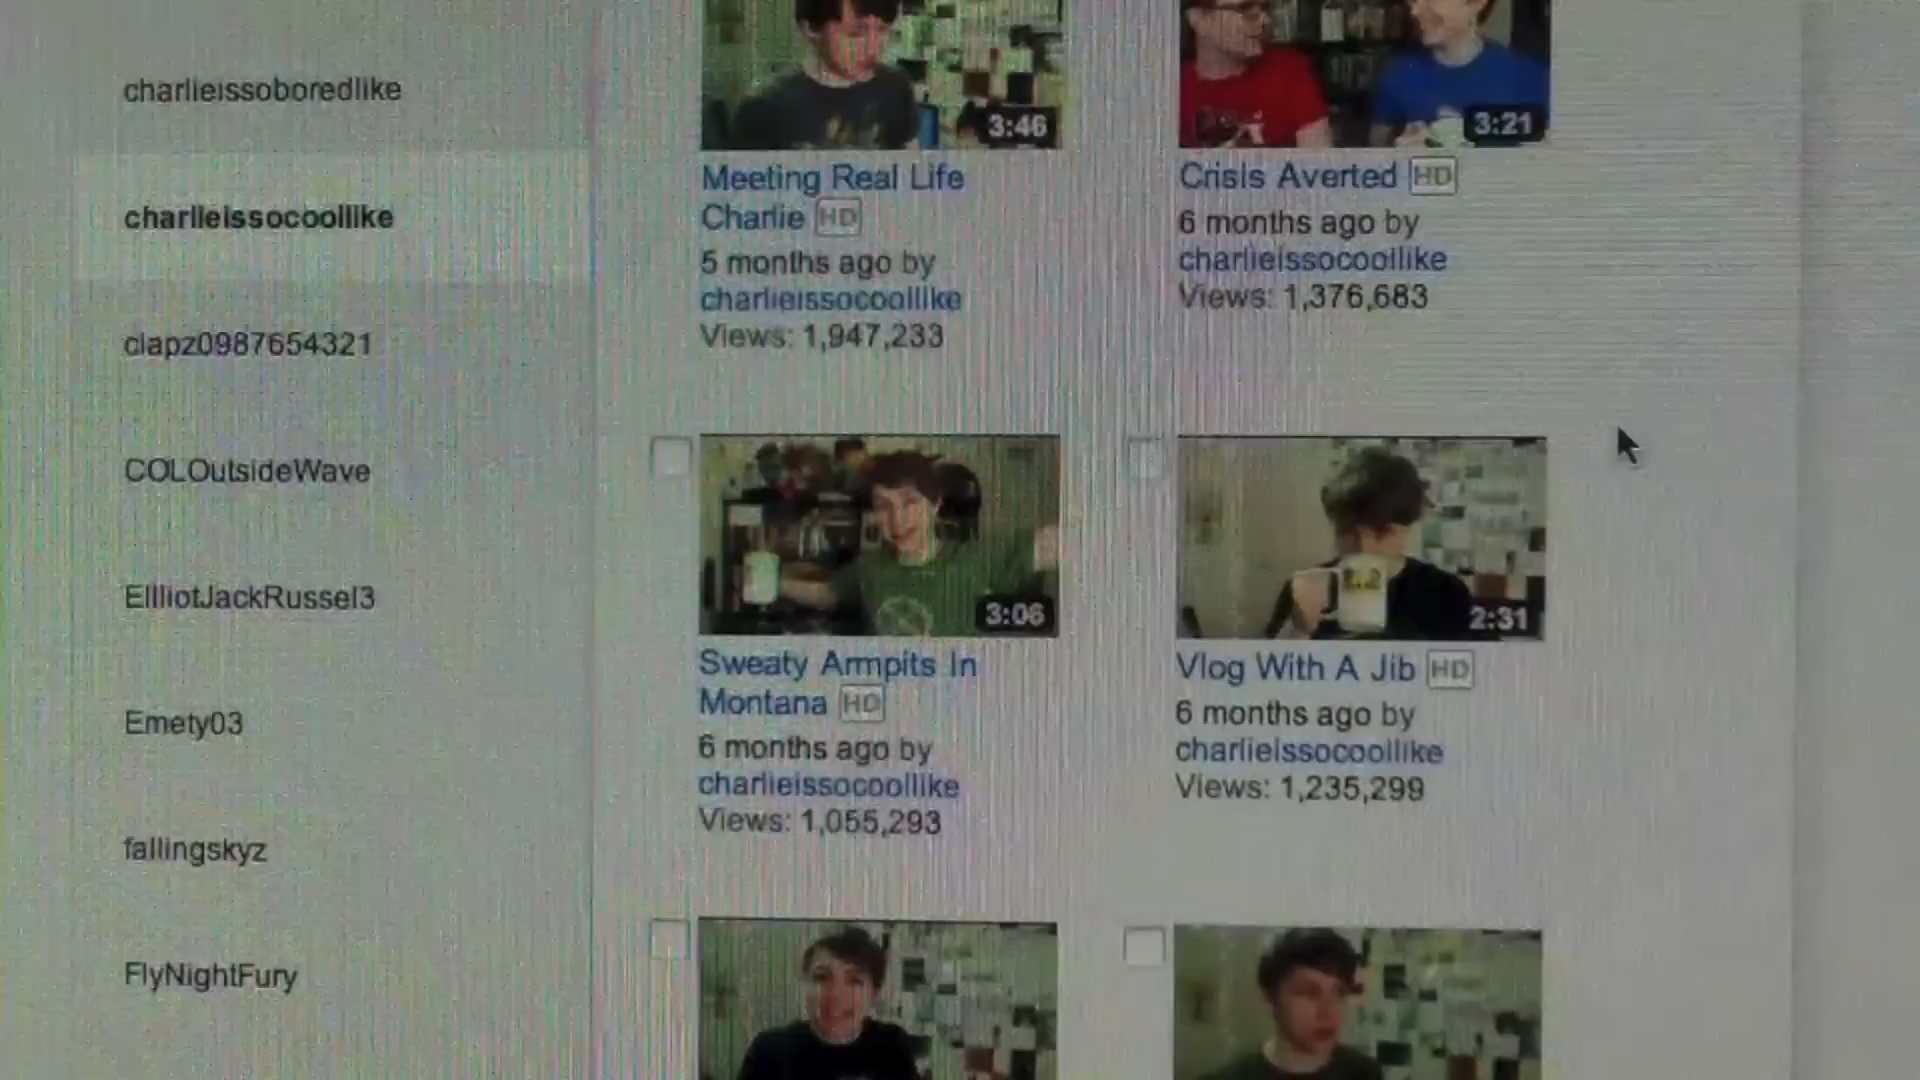 charlieissoboredlike
charlieissocoollike
clapz0987654321
COLOutsideWave
EllliotJackRussel3
Emety03
fallingskyz
FlyNightFury
3:46
Meeting Real Life
Charlie HD
5 months ago by
charlieissocoollike
Views: 1,947,233
3:21
Crisis Averted HD
6 months ago by
charlieissocoollike
Views: 1,376,683
3:06
Sweaty Armpits In
Montana HD
6 months ago by
charlieissocoollike
Views: 1,055,293
2:31
Vlog With A Jib HD
6 months ago by
charlieissocoollike
Views: 1,235,299